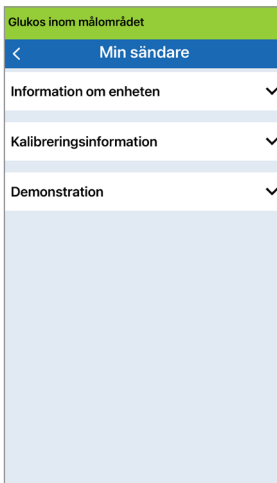 Glukos inom målområdet
Min sändare
Information om enheten
Kalibreringsinformation
Demonstration